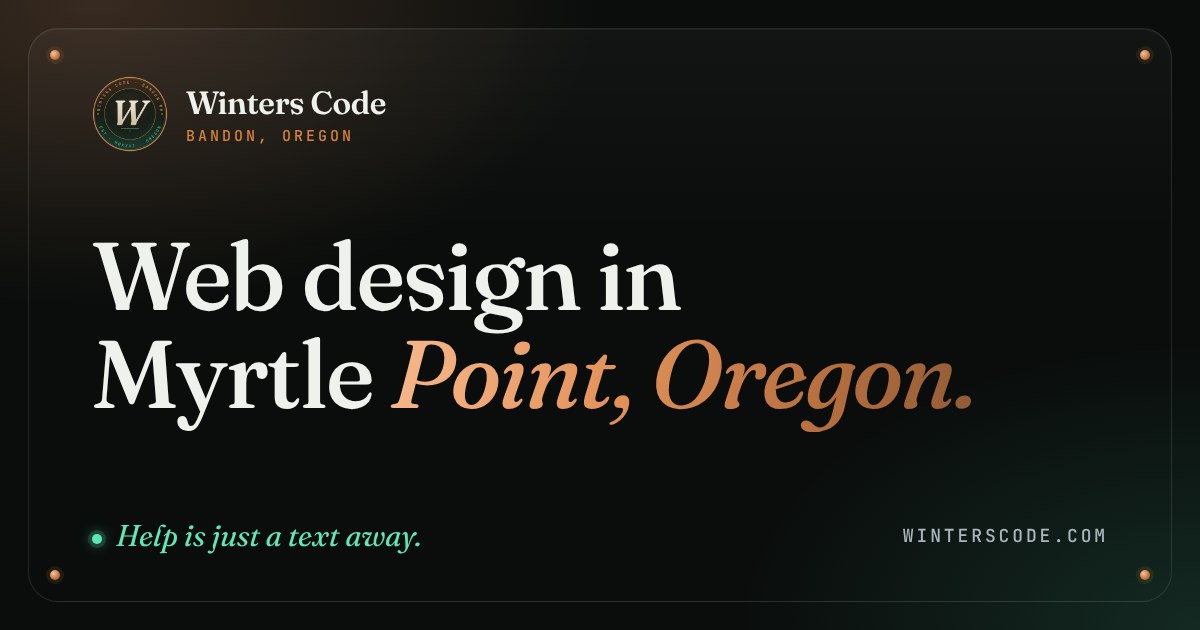 W
Winters Code
BANDON, OREGON
Web design in
Myrtle Point, Oregon.
Help is just a text away.
WINTERSCODE.COM